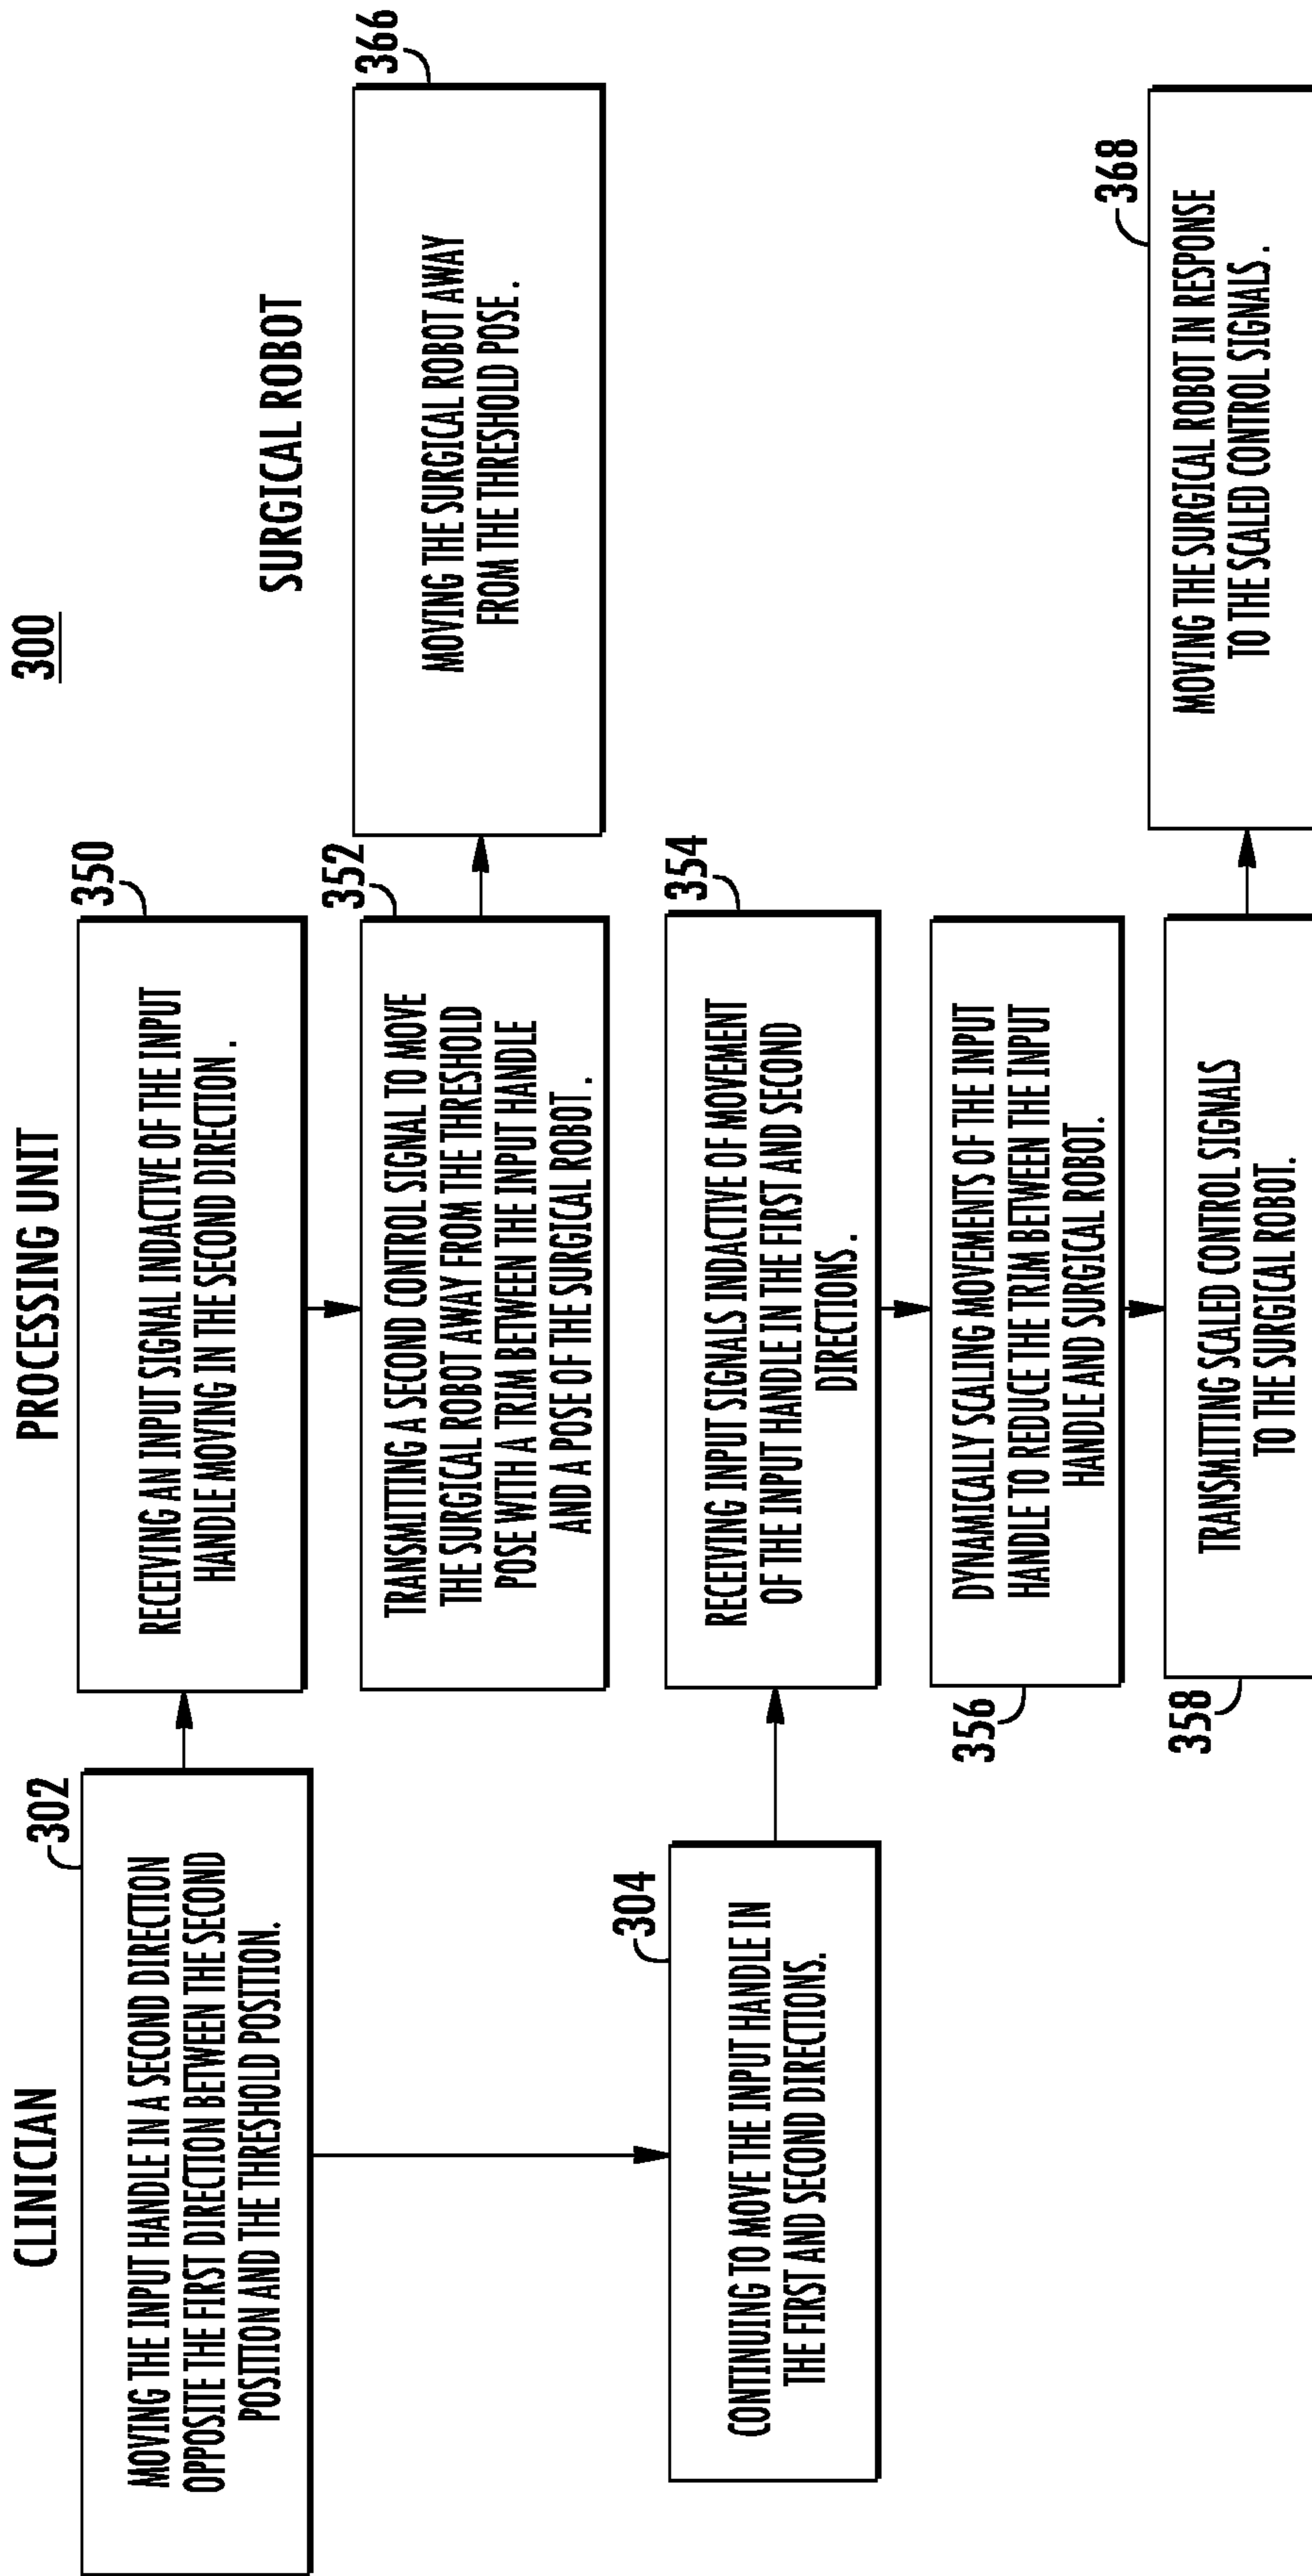 300
CLINICIAN
PROCESSING UNIT
SURGICAL ROBOT
302
MOVING THE INPUT HANDLE IN A SECOND DIRECTION
OPPOSITE THE FIRST DIRECTION BETWEEN THE SECOND
POSITION AND THE THRESHOLD POSITION.
350
RECEIVING AN INPUT SIGNAL INDACTIVE OF THE INPUT
HANDLE MOVING IN THE SECOND DIRECTION.
352
TRANSMITTING A SECOND CONTROL SIGNAL TO MOVE
THE SURGICAL ROBOT AWAY FROM THE THRESHOLD
POSE WITH A TRIM BETWEEN THE INPUT HANDLE
AND A POSE OF THE SURGICAL ROBOT.
366
MOVING THE SURGICAL ROBOT AWAY
FROM THE THRESHOLD POSE.
304
CONTINUING TO MOVE THE INPUT HANDLE IN
THE FIRST AND SECOND DIRECTIONS.
354
RECEIVING INPUT SIGNALS INDACTIVE OF MOVEMENT
OF THE INPUT HANDLE IN THE FIRST AND SECOND
DIRECTIONS.
356
DYNAMICALLY SCALING MOVEMENTS OF THE INPUT
HANDLE TO REDUCE THE TRIM BETWEEN THE INPUT
HANDLE AND SURGICAL ROBOT.
358
TRANSMITTING SCALED CONTROL SIGNALS
TO THE SURGICAL ROBOT.
368
MOVING THE SURGICAL ROBOT IN RESPONSE
TO THE SCALED CONTROL SIGNALS.